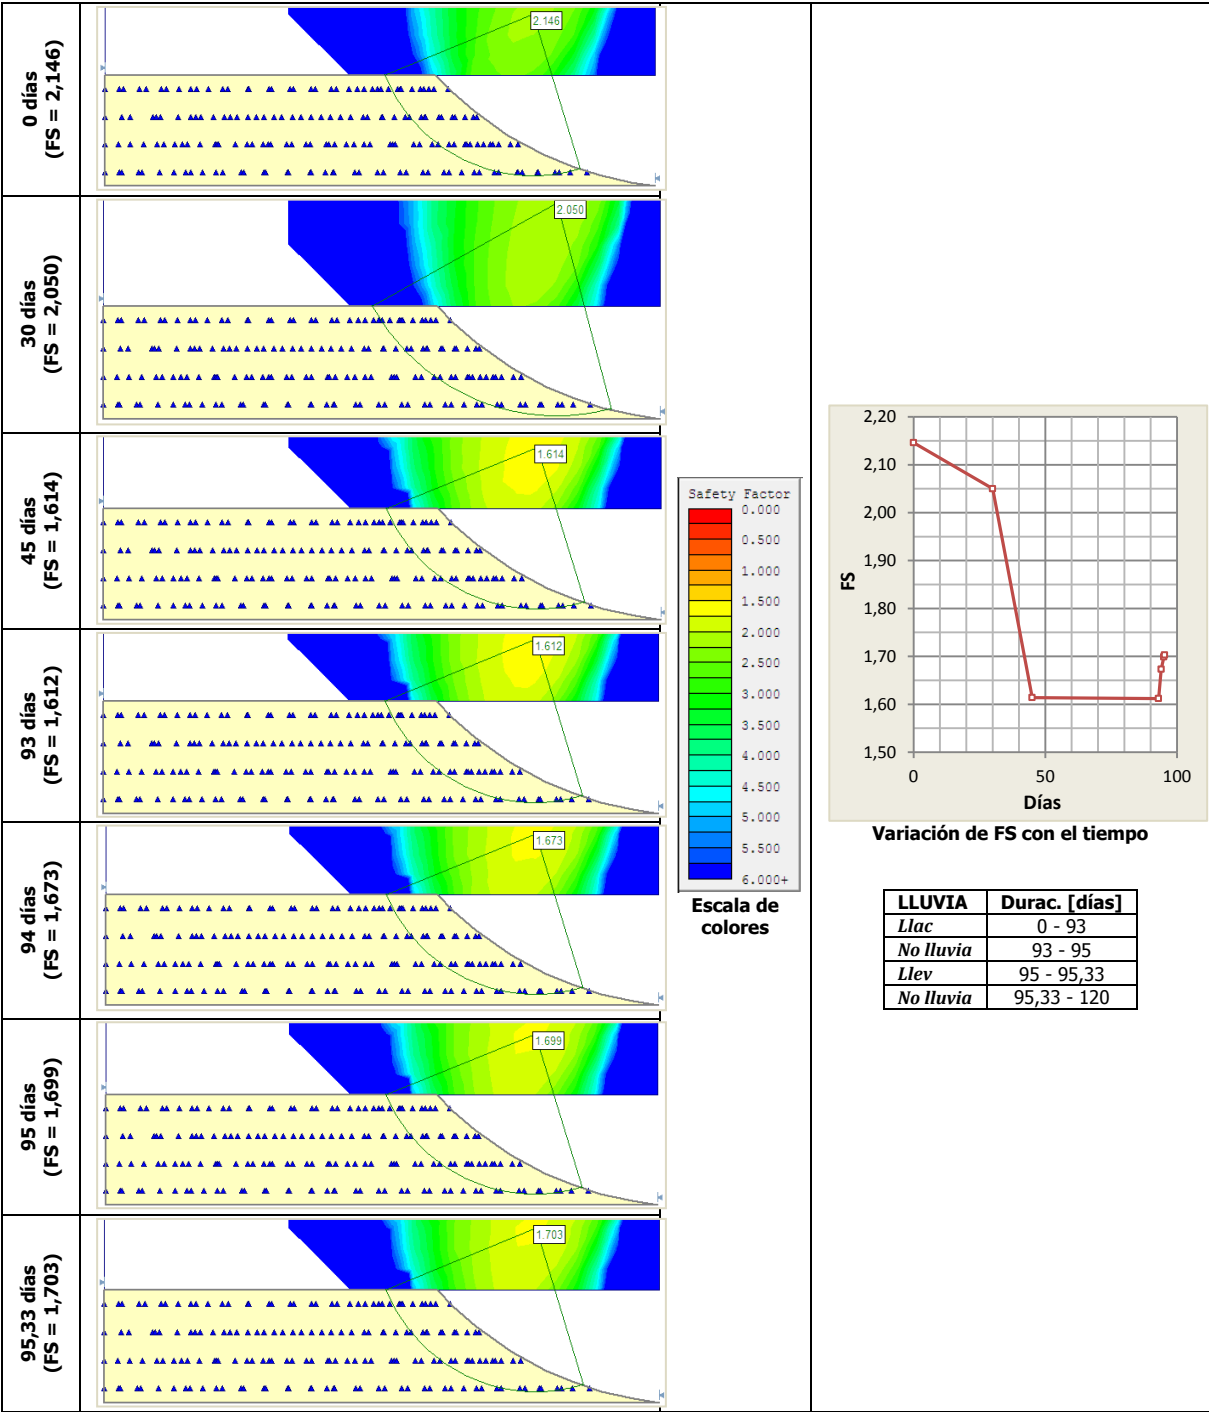 0 días
(FS = 2,146)
2.146
30 días
(FS = 2,050)
2.050
45 días
(FS = 1,614)
1.614
93 días
(FS = 1,612)
1.612
94 días
(FS = 1,673)
1.673
95 días
(FS = 1,699)
1.699
95,33 días
(FS = 1,703)
1.703
Safety Factor
0.000
0.500
1.000
1.500
2.000
2.500
3.000
3.500
4.000
4.500
5.000
5.500
6.000+
Escala de
colores
2,20
2,10
2,00
1,90
1,80
1,70
1,60
1,50
FS
0 50 100
Días
Variación de FS con el tiempo
LLUVIA Durac. [días]
Llac 0 - 93
No lluvia 93 - 95
Llev 95 - 95,33
No lluvia 95,33 - 120